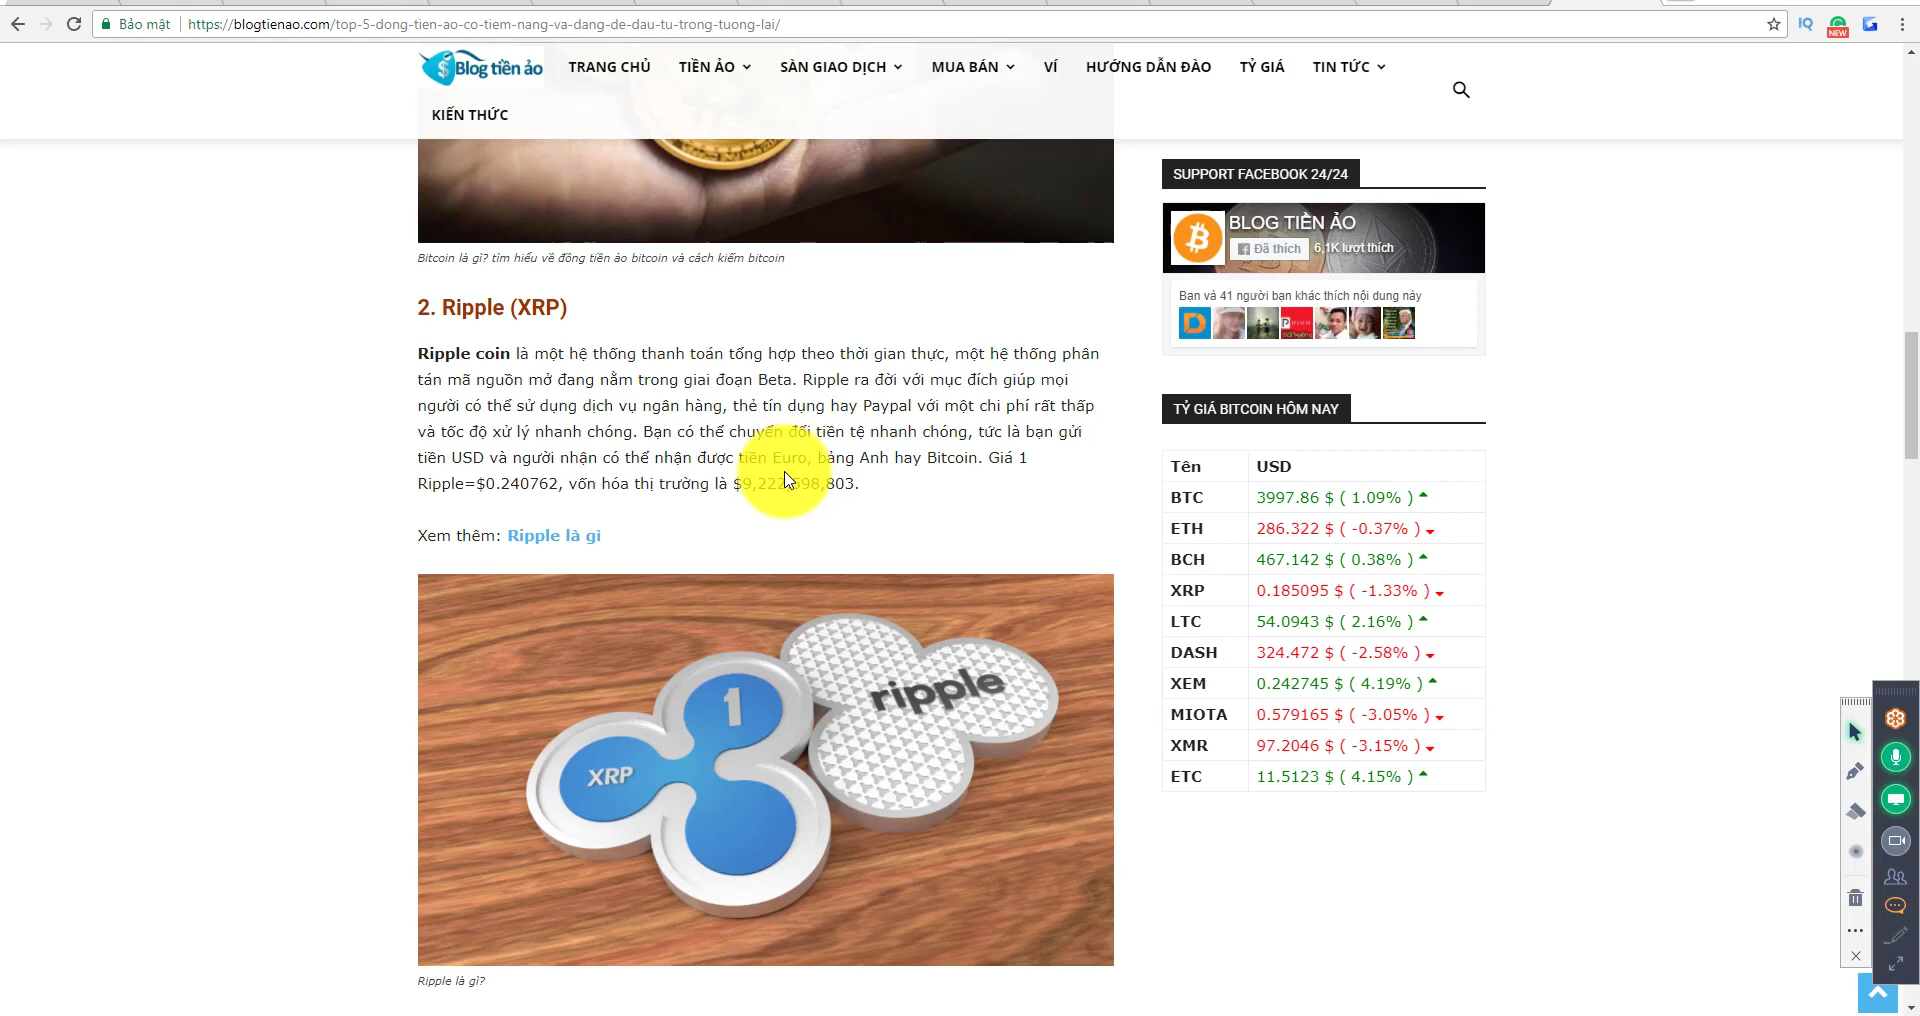 Bảo mật
https://blogtienao.com/top-5-dong-tien-ao-co-tiem-nang-va-dang-de-dau-tu-trong-tuong-lai/
IQ
NEW
Blog tiền ảo
TRANG CHỦ
TIỀN ẢO
SÀN GIAO DỊCH
MUA BÁN
VÍ
HƯỚNG DẪN ĐÀO
TỶ GIÁ
TIN TỨC
KIẾN THỨC
Bitcoin là gì? tìm hiểu về đồng tiền ảo bitcoin và cách kiếm bitcoin
2. Ripple (XRP)
Ripple coin là một hệ thống thanh toán tổng hợp theo thời gian thực, một hệ thống phân
tán mã nguồn mở đang nằm trong giai đoạn Beta. Ripple ra đời với mục đích giúp mọi
người có thể sử dụng dịch vụ ngân hàng, thẻ tín dụng hay Paypal với một chi phí rất thấp
và tốc độ xử lý nhanh chóng. Bạn có thể chuyển đổi tiền tệ nhanh chóng, tức là bạn gửi
tiền USD và người nhận có thể nhận được tiền Euro, bảng Anh hay Bitcoin. Giá 1
Ripple=$0.240762, vốn hóa thị trường là
Xem thêm: Ripple là gì
1
XRP
ripple
Ripple là gì?
SUPPORT FACEBOOK 24/24
BLOG TIỀN ẢO
Đã thích
6,1K lượt thích
Bạn và 41 người bạn khác thích nội dung này
TỶ GIÁ BITCOIN HÔM NAY
Tên USD
BTC 3997.86 $ ( 1.09% )
ETH 286.322 $ ( -0.37% )
BCH 467.142 $ ( 0.38% )
XRP 0.185095 $ ( -1.33% )
LTC 54.0943 $ ( 2.16% )
DASH 324.472 $ ( -2.58% )
XEM 0.242745 $ ( 4.19% )
MIOTA 0.579165 $ ( -3.05% )
XMR 97.2046 $ ( -3.15% )
ETC 11.5123 $ ( 4.15% )